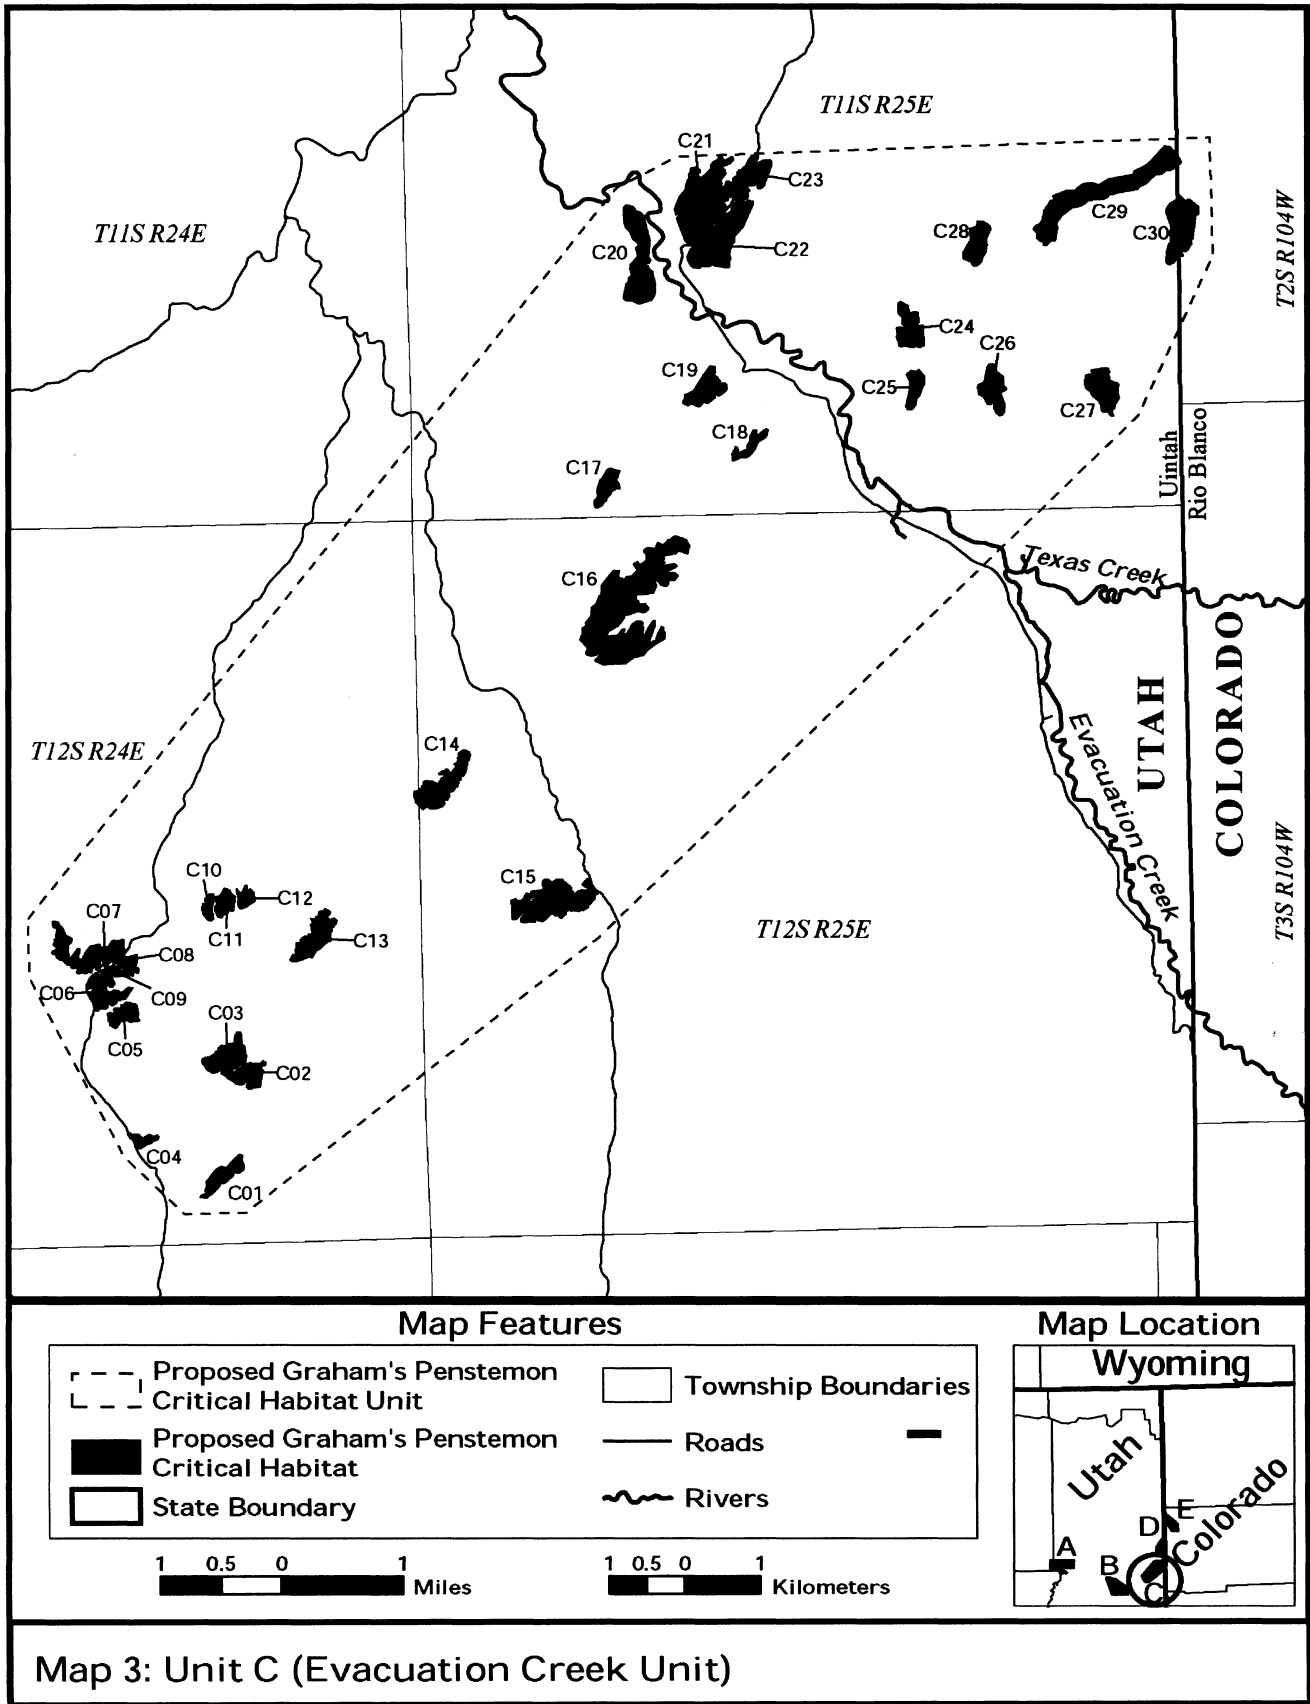 T11S R25E
C21
C23
T11S R24E
C20
C22
C28
C29
C30
T2S R104W
C24
C26
C19
C25
C27
C18
Uintah
Rio Blanco
C17
Texas Creek
C16
UTAH
COLORADO
T12S R24E
C14
Evacuation Creek
C10
C12
C15
C07
C11
C13
T12S R25E
T3S R104W
C08
C06
C09
C03
C05
C02
C04
C01
Map Features
Proposed Graham's Penstemon
Critical Habitat Unit
Proposed Graham's Penstemon
Critical Habitat
State Boundary
Township Boundaries
Roads
Rivers
1 0.5 0 1
Miles
1 0.5 0 1
Kilometers
Map Location
Wyoming
Utah
Colorado
E
D
A
B
C
Map 3: Unit C (Evacuation Creek Unit)